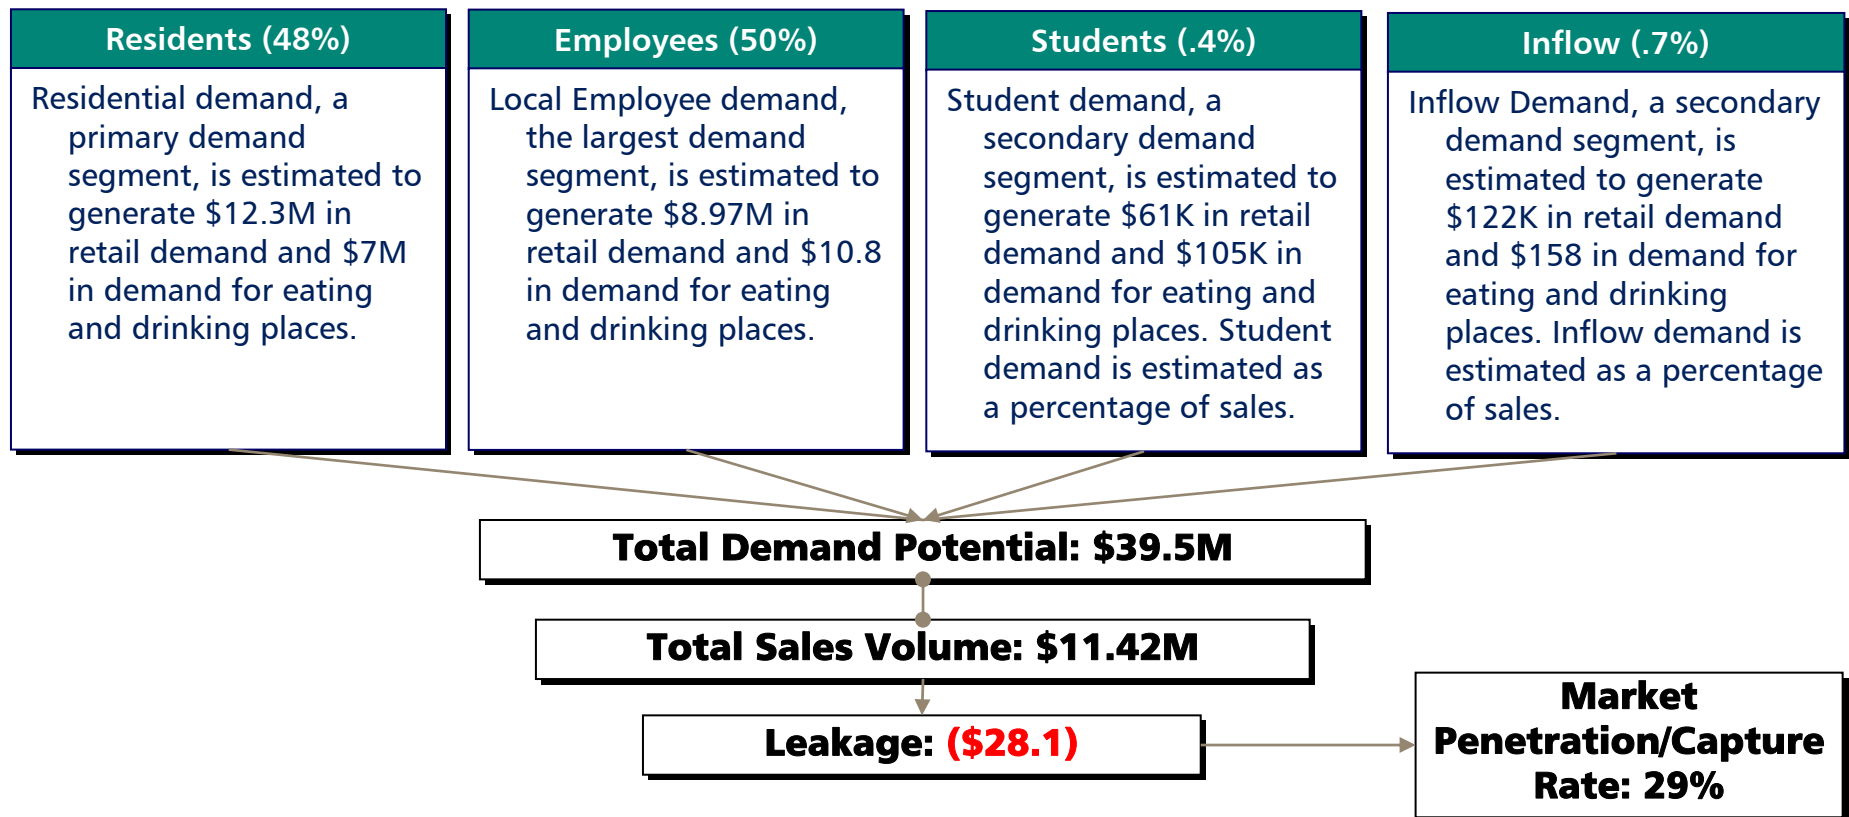 Residents (48%)
Residential demand, a
primary demand
segment, is estimated to
generate $12.3M in
retail demand and $7M
in demand for eating
and drinking places.
Employees (50%)
Local Employee demand,
the largest demand
segment, is estimated to
generate $8.97M in
retail demand and $10.8
in demand for eating
and drinking places.
Students (.4%)
Student demand, a
secondary demand
segment, is estimated to
generate $61K in retail
demand and $105K in
demand for eating and
drinking places. Student
demand is estimated as
a percentage of sales.
Inflow (.7%)
Inflow Demand, a secondary
demand segment, is
estimated to generate
$122K in retail demand
and $158 in demand for
eating and drinking
places. Inflow demand is
estimated as a percentage
of sales.
Total Demand Potential: $39.5M
Total Sales Volume: $11.42M
Leakage: ($28.1)
Market
Penetration/Capture
Rate: 29%